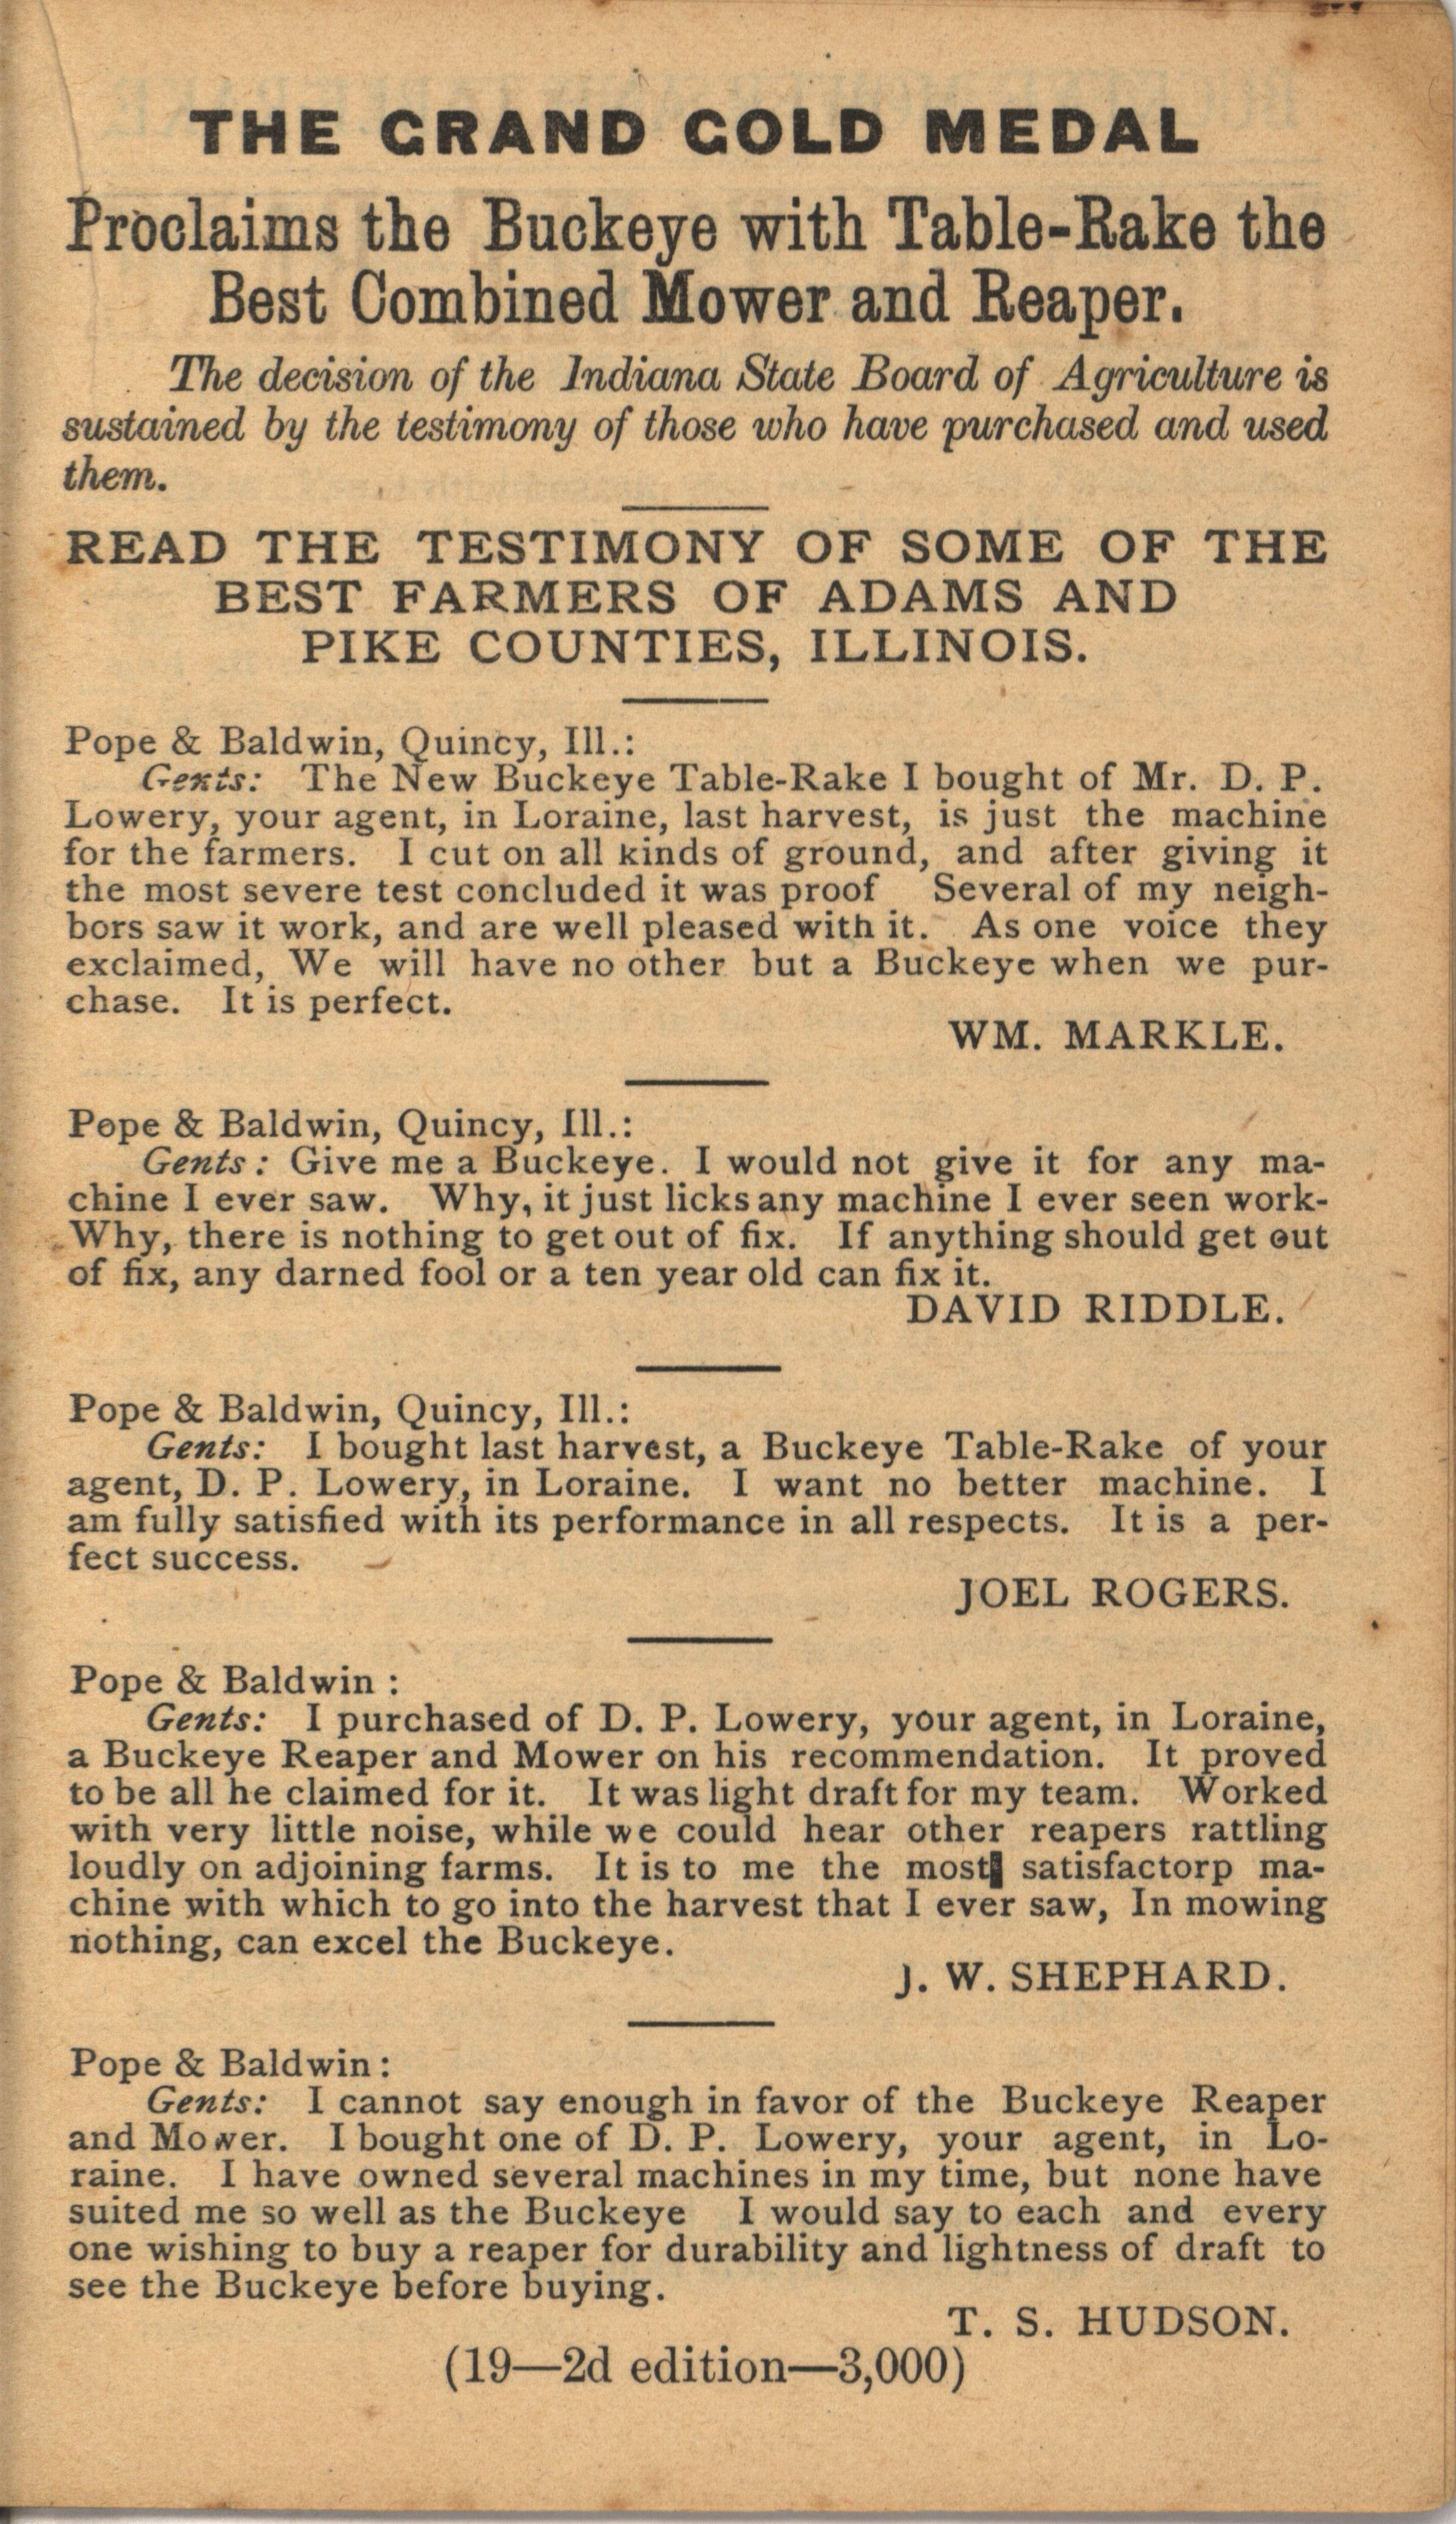 THE GRAND GOLD MEDAL
Proclaims the Buckeye with Table-Rake the
Best Combined Mower and Reaper.
The decision of the Indiana State Board of Agriculture is
sustained by the testimony of those who have purchased and used
them.
READ THE TESTIMONY OF SOME OF THE
BEST FARMERS OF ADAMS AND
PIKE COUNTIES, ILLINOIS.
Pope & Baldwin, Quincy, Ill.:
Gents: The New Buckeye Table-Rake I bought of Mr. D. P.
Lowery, your agent, in Loraine, last harvest, is just the machine
for the farmers. I cut on all kinds of ground, and after giving it
the most severe test concluded it was proof Several of my neigh-
bors saw it work, and are well pleased with it. As one voice they
exclaimed, We will have no other but a Buckeye when we pur-
chase. It is perfect.
WM. MARKLE.
Pope & Baldwin, Quincy, Ill.:
Gents: Give me a Buckeye. I would not give it for any ma-
chine I ever saw. Why, it just licks any machine I ever seen work-
Why, there is nothing to get out of fix. If anything should get out
of fix, any darned fool or a ten year old can fix it.
DAVID RIDDLE.
Pope & Baldwin, Quincy, Ill.:
Gents: I bought last harvest, a Buckeye Table-Rake of your
agent, D. P. Lowery, in Loraine. I want no better machine. I
am fully satisfied with its performance in all respects. It is a per-
fect success.
JOEL ROGERS.
Pope & Baldwin :
Gents: I purchased of D. P. Lowery, your agent, in Loraine,
a Buckeye Reaper and Mower on his recommendation. It proved
to be all he claimed for it. It was light draft for my team. Worked
with very little noise, while we could hear other reapers rattling
loudly on adjoining farms. It is to me the most satisfactorp ma-
chine with which to go into the harvest that I ever saw, In mowing
nothing, can excel the Buckeye.
J. W. SHEPHARD.
Pope & Baldwin:
Gents: I cannot say enough in favor of the Buckeye Reaper
and Mower. I bought one of D. P. Lowery, your agent, in Lo-
raine. I have owned several machines in my time, but none have
suited me so well as the Buckeye I would say to each and every
one wishing to buy a reaper for durability and lightness of draft to
see the Buckeye before buying.
T. S. HUDSON.
(19—2d edition—3,000)